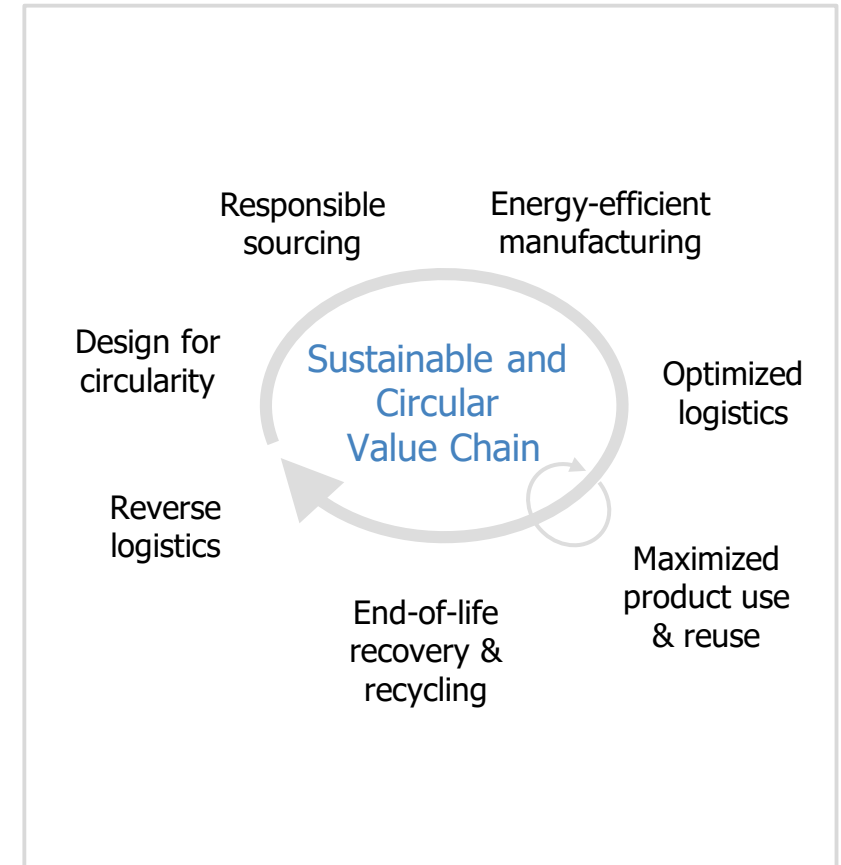 Responsible
sourcing
Energy-efficient
manufacturing
Design for
circularity
Sustainable and
Circular
Value Chain
Optimized
logistics
Reverse
logistics
Maximized
product use
& reuse
End-of-life
recovery &
recycling